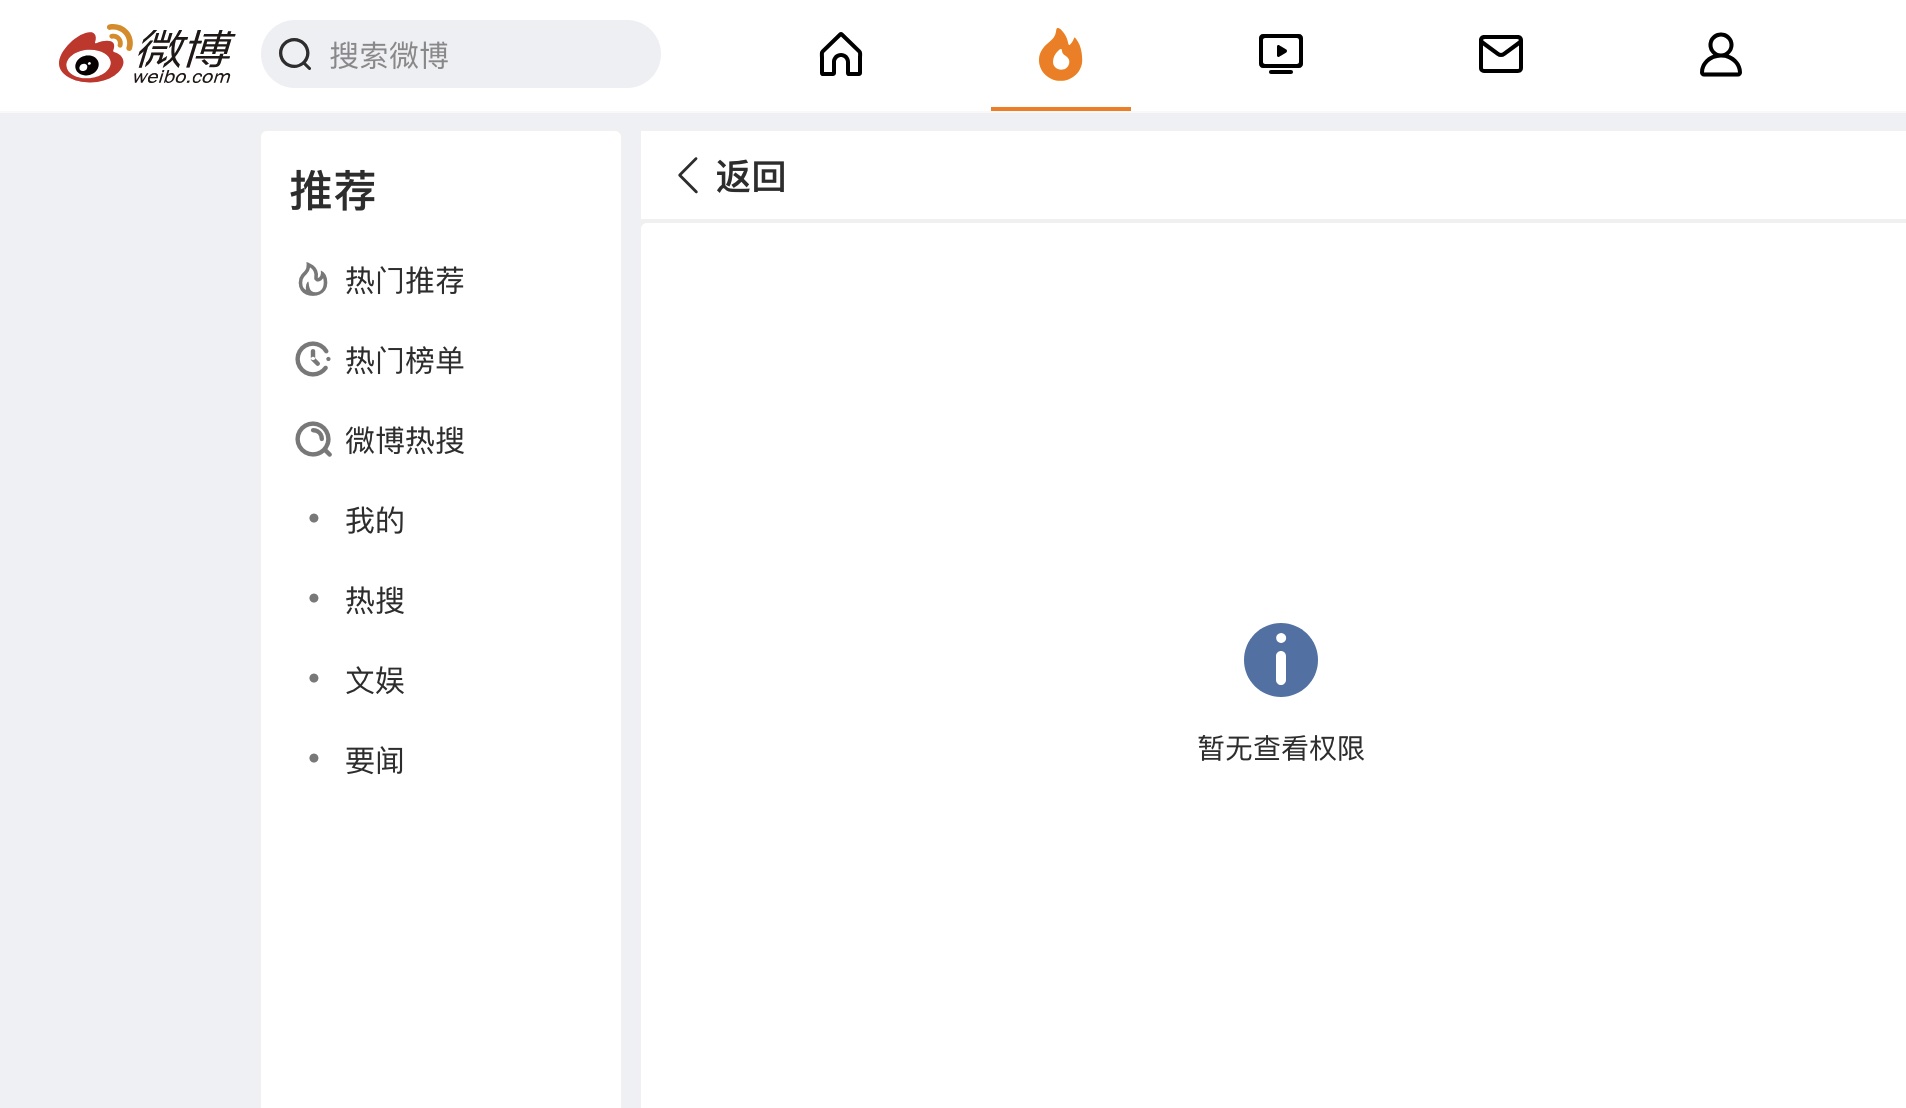 微博
weibo.com
搜索微博
推荐
热门推荐
热门榜单
微博热搜
我的
热搜
文娱
要闻
返回
暂无查看权限